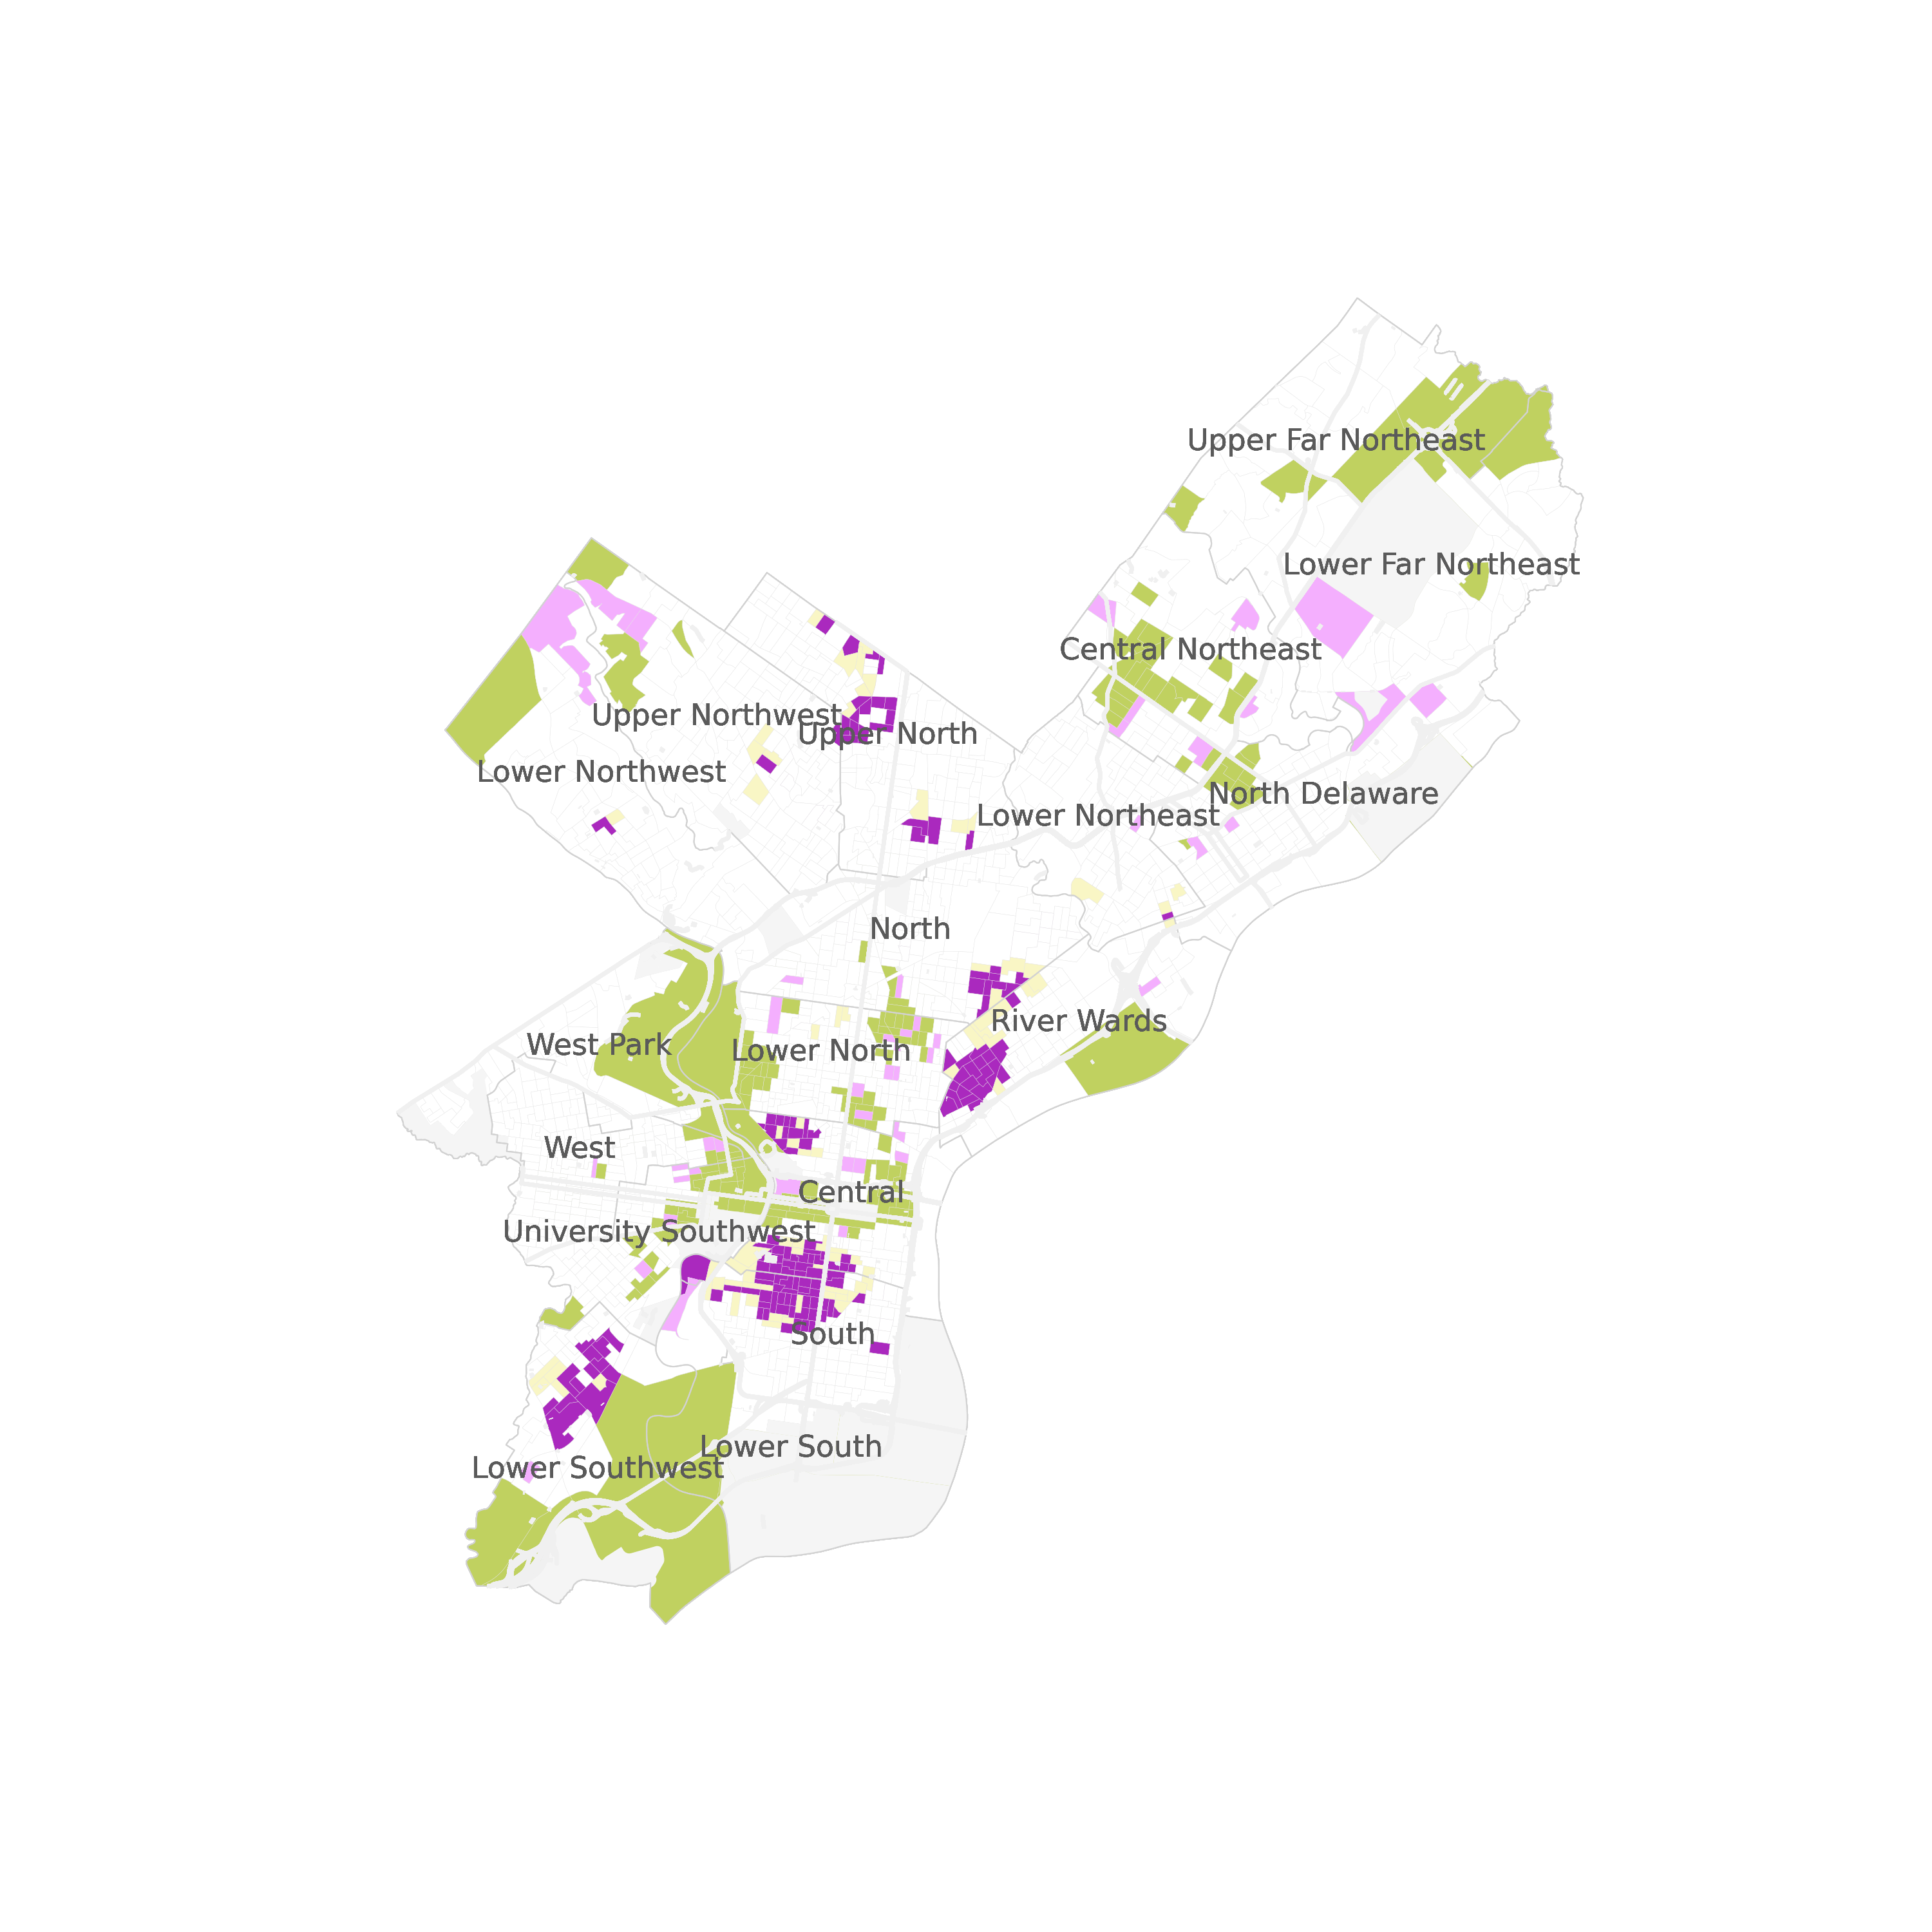 Upper Far Northeast
Lower Far Northeast
Central Northeast
Upper Northwest
Upper North
Lower Northwest
North Delaware
Lower Northeast
North
River Wards
West Park
Lower North
West
Central
University Southwest
South
Lower South
Lower Southwest